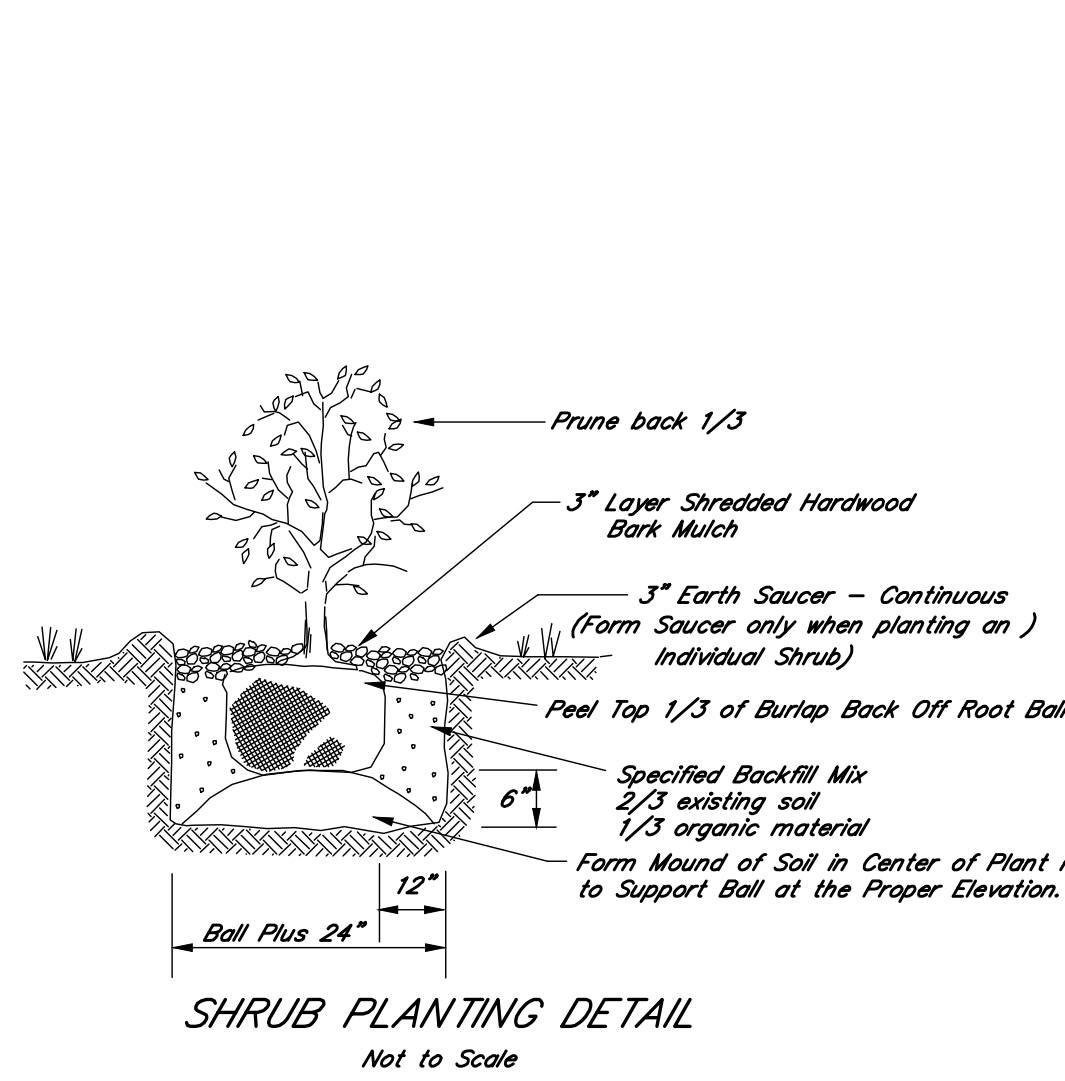 Prune back 1/3
3" Layer Shredded Hardwood
Bark Mulch
3" Earth Saucer – Continuous
(Form Saucer only when planting an )
Individual Shrub)
Peel Top 1/3 of Burlap Back Off Root Ball
Specified Backfill Mix
2/3 existing soil
1/3 organic material
6"
Form Mound of Soil in Center of Plant
to Support Ball at the Proper Elevation.
12"
Ball Plus 24"
SHRUB PLANTING DETAIL
Not to Scale